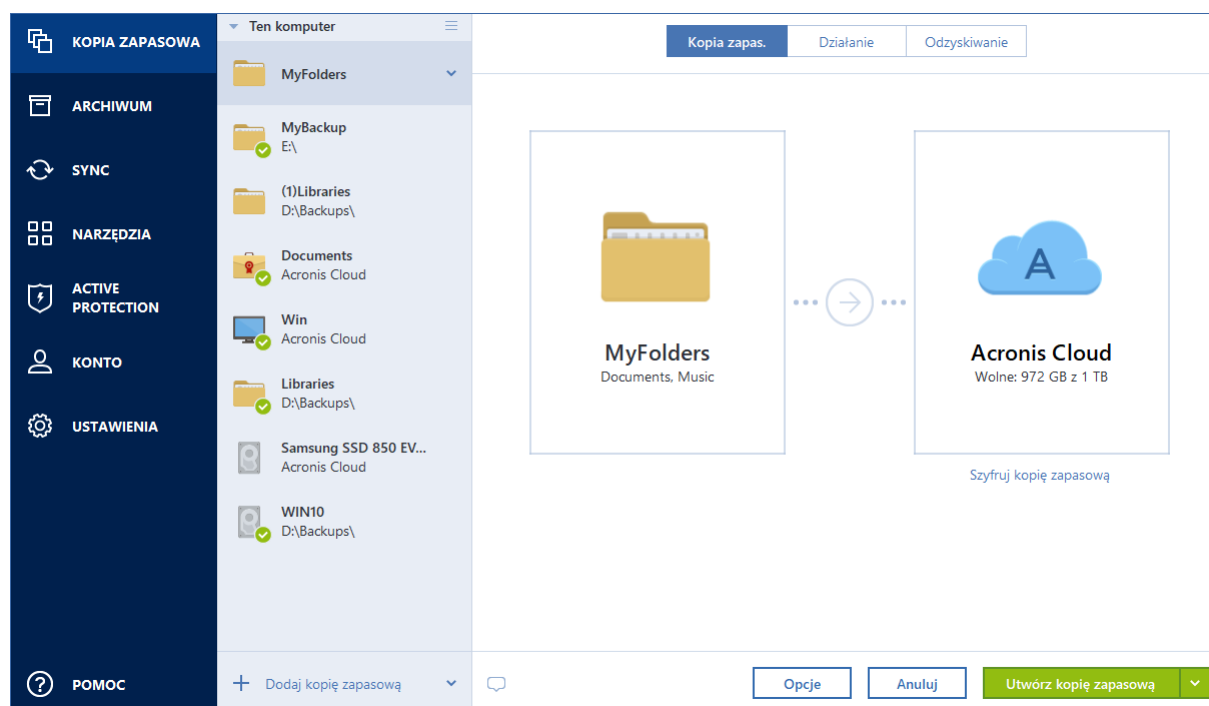 KOPIA ZAPASOWA
ARCHIWUM
SYNC
NARZĘDZIA
ACTIVE
PROTECTION
KONTO
USTAWIENIA
POMOC
Ten komputer
MyFolders
MyBackup
E:\
(1)Libraries
D:\Backups\
Documents
Acronis Cloud
Win
Acronis Cloud
Libraries
D:\Backups\
Samsung SSD 850 EV...
Acronis Cloud
WIN10
D:\Backups\
Dodaj kopię zapasową
Kopia zapas. Działanie Odzyskiwanie
MyFolders
Documents, Music
Acronis Cloud
Wolne: 972 GB z 1 TB
Szyfruj kopię zapasową
Opcje Anuluj Utwórz kopię zapasową